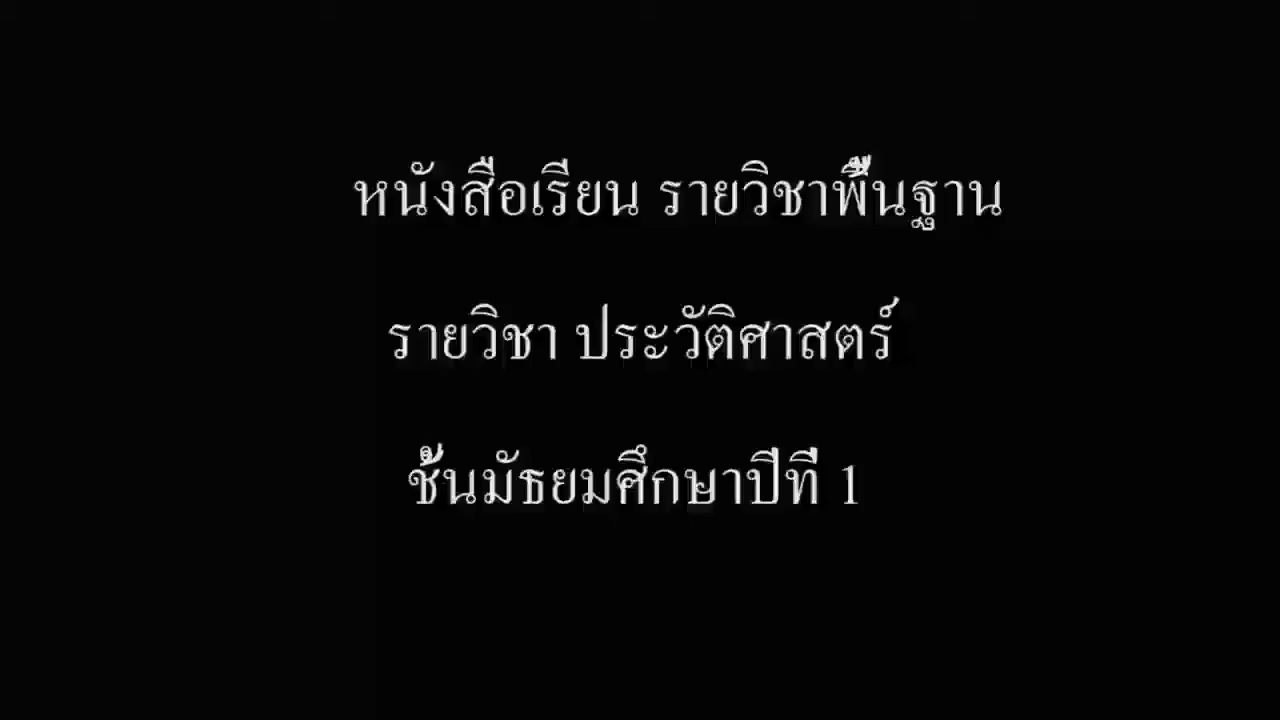 หนังสือเรียน รายวิชาพื้นฐาน
รายวิชา ประวัติศาสตร์
ชั้นมัธยมศึกษาปีที่ 1